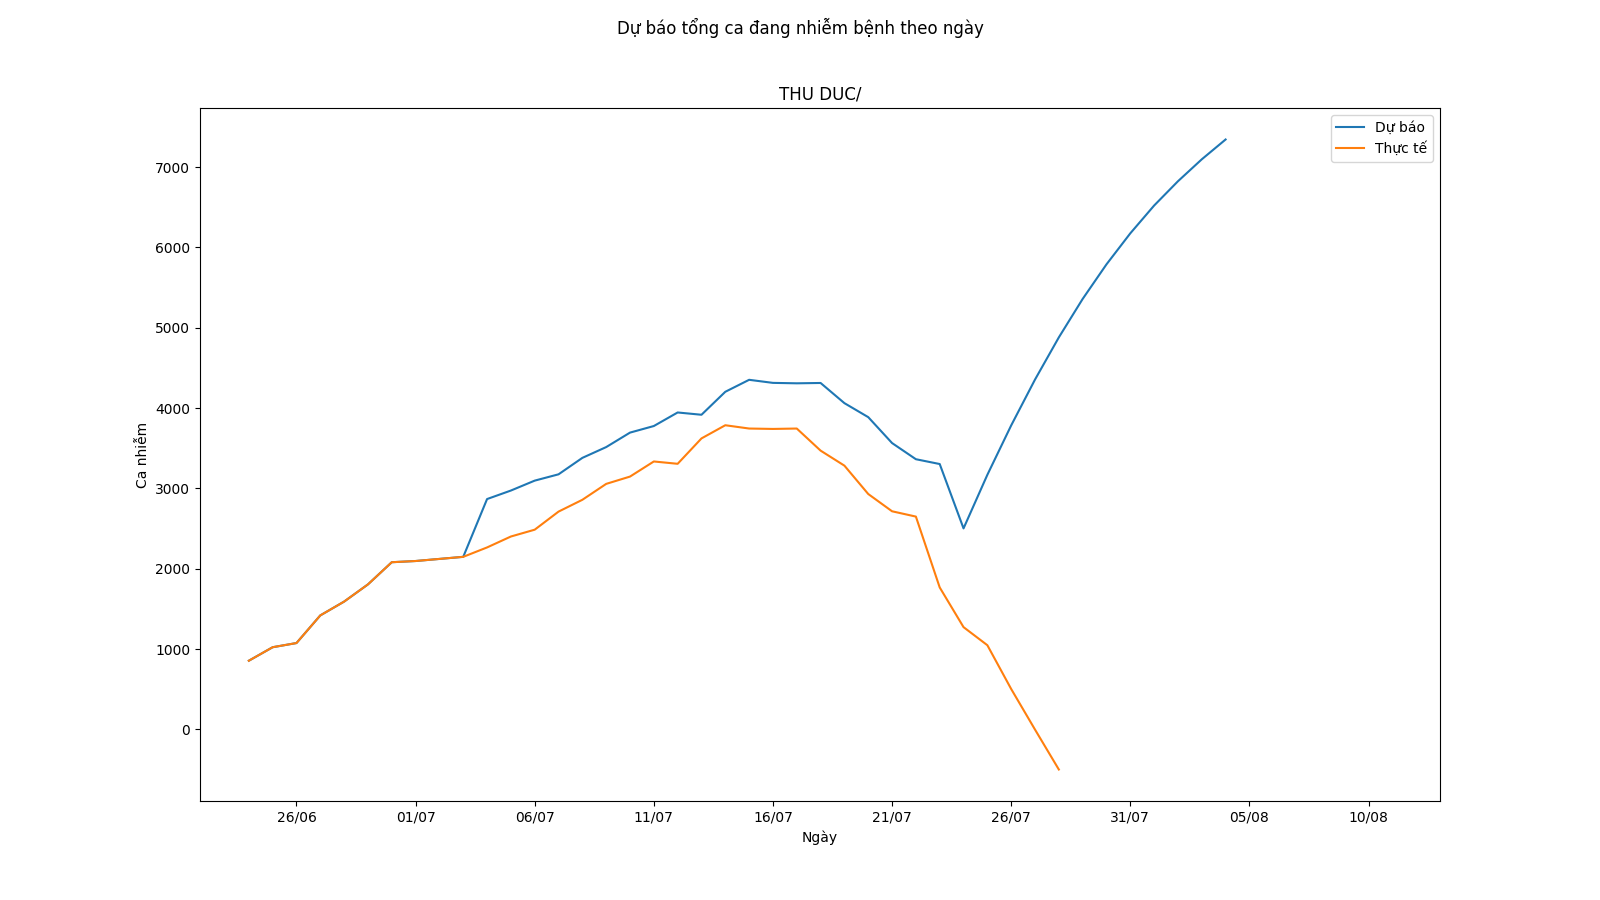 Dự báo tổng ca đang nhiễm bệnh theo ngày
THU DUC/
Dự báo
Thực tế
7000
6000
5000
4000
3000
2000
1000
0
Ca nhiễm
26/06 01/07 06/07 11/07 16/07 21/07 26/07 31/07 05/08 10/08
Ngày